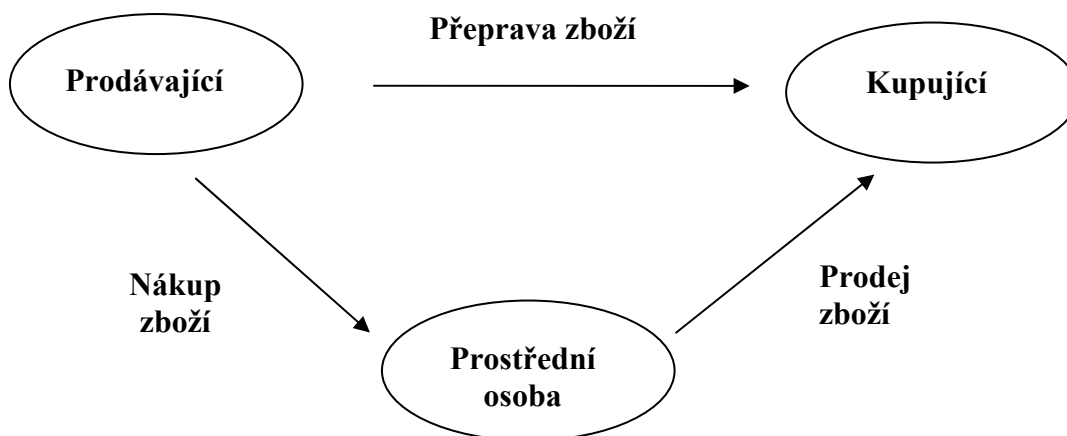 Přeprava zboží
Prodávající
Kupující
Nákup
zboží
Prodej
zboží
Prostřední
osoba